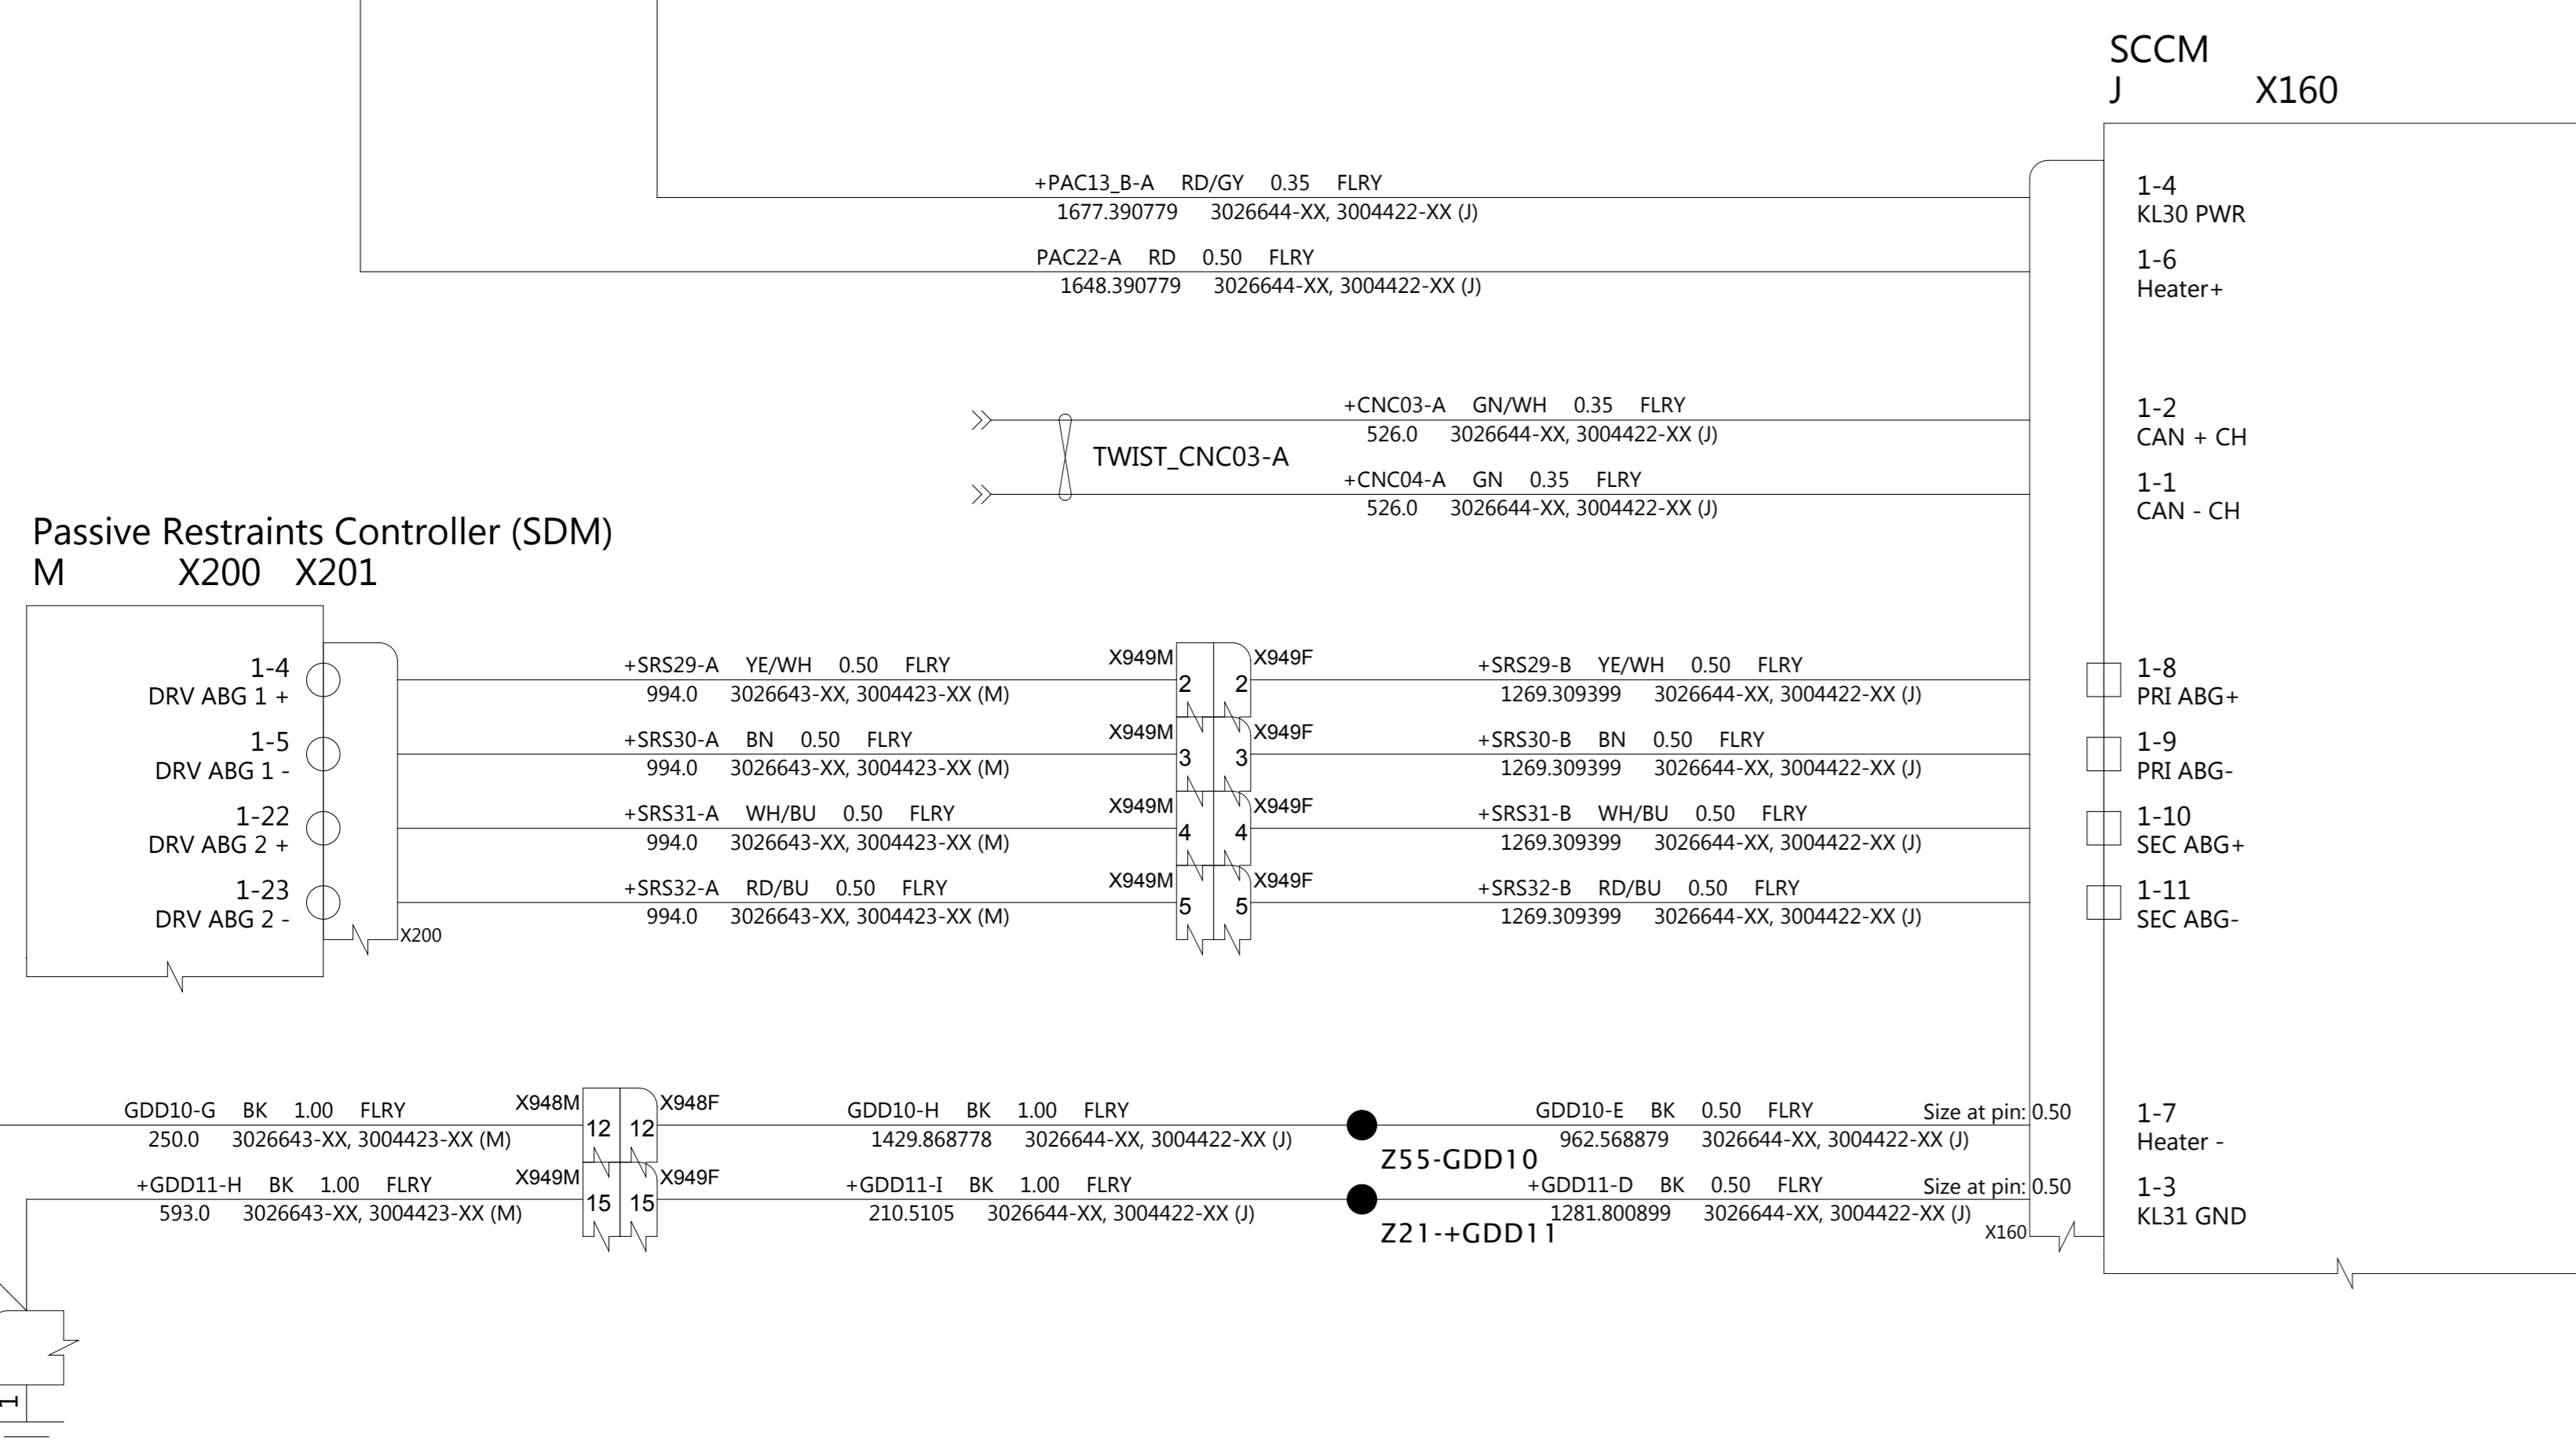 SCCM
J X160
+PAC13_B-A RD/GY 0.35 FLRY
1677.390779 3026644-XX, 3004422-XX (J)
1-4
KL30 PWR
PAC22-A RD 0.50 FLRY
1648.390779 3026644-XX, 3004422-XX (J)
1-6
Heater+
+CNC03-A GN/WH 0.35 FLRY
526.0 3026644-XX, 3004422-XX (J)
1-2
CAN + CH
TWIST_CNC03-A
+CNC04-A GN 0.35 FLRY
526.0 3026644-XX, 3004422-XX (J)
1-1
CAN - CH
Passive Restraints Controller (SDM)
M X200 X201
1-4
DRV ABG 1 +
+SRS29-A YE/WH 0.50 FLRY
994.0 3026643-XX, 3004423-XX (M)
X949M X949F
2 2
+SRS29-B YE/WH 0.50 FLRY
1269.309399 3026644-XX, 3004422-XX (J)
1-8
PRI ABG+
1-5
DRV ABG 1 -
+SRS30-A BN 0.50 FLRY
994.0 3026643-XX, 3004423-XX (M)
X949M X949F
3 3
+SRS30-B BN 0.50 FLRY
1269.309399 3026644-XX, 3004422-XX (J)
1-9
PRI ABG-
1-22
DRV ABG 2 +
+SRS31-A WH/BU 0.50 FLRY
994.0 3026643-XX, 3004423-XX (M)
X949M X949F
4 4
+SRS31-B WH/BU 0.50 FLRY
1269.309399 3026644-XX, 3004422-XX (J)
1-10
SEC ABG+
1-23
DRV ABG 2 -
+SRS32-A RD/BU 0.50 FLRY
994.0 3026643-XX, 3004423-XX (M)
X949M X949F
5 5
+SRS32-B RD/BU 0.50 FLRY
1269.309399 3026644-XX, 3004422-XX (J)
1-11
SEC ABG-
X200
GDD10-G BK 1.00 FLRY
250.0 3026643-XX, 3004423-XX (M)
X948M X948F
12 12
GDD10-H BK 1.00 FLRY
1429.868778 3026644-XX, 3004422-XX (J)
Z55-GDD10
GDD10-E BK 0.50 FLRY
962.568879 3026644-XX, 3004422-XX (J)
Size at pin: 0.50
1-7
Heater -
+GDD11-H BK 1.00 FLRY
593.0 3026643-XX, 3004423-XX (M)
X949M X949F
15 15
+GDD11-I BK 1.00 FLRY
210.5105 3026644-XX, 3004422-XX (J)
Z21-+GDD11
+GDD11-D BK 0.50 FLRY
1281.800899 3026644-XX, 3004422-XX (J)
Size at pin: 0.50
1-3
KL31 GND
X160
1